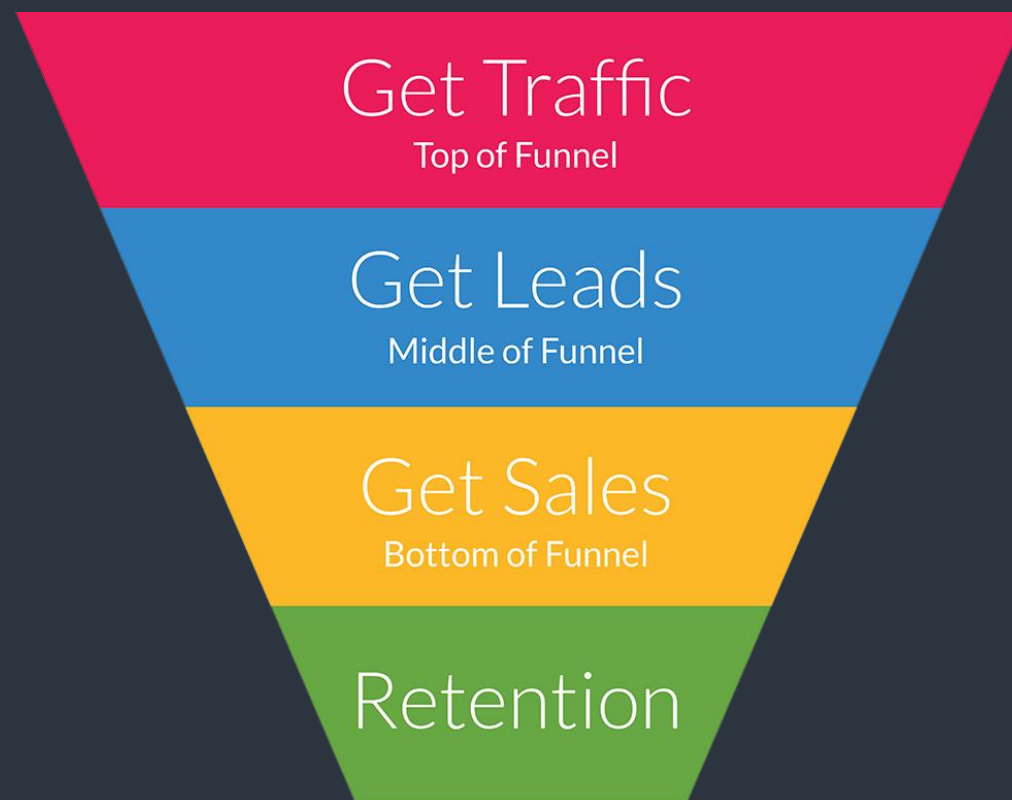 Get Traffic
Top of Funnel
Get Leads
Middle of Funnel
Get Sales
Bottom of Funnel
Retention